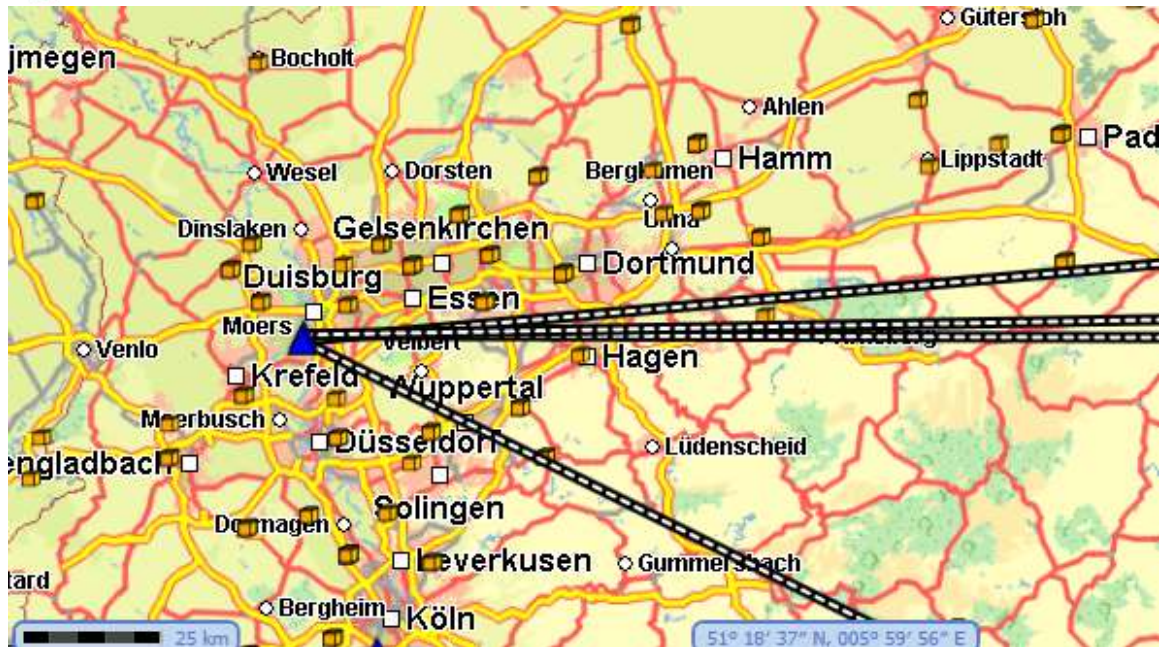 Gütersloh
jmegen
Bocholt
Ahlen
Hamm
Pad
Wesel
Dorsten
Bergkamen
Lippstadt
Dinslaken
Gelsenkirchen
Unna
Duisburg
Dortmund
Essen
Moers
Velbert
Venlo
Hagen
Krefeld
Wuppertal
Meerbusch
Düsseldorf
Lüdenscheid
engladbach
Solingen
Dormagen
Leverkusen
Gummersbach
tard
Bergheim
Köln
25 km
51° 18' 37" N, 005° 59' 56" E